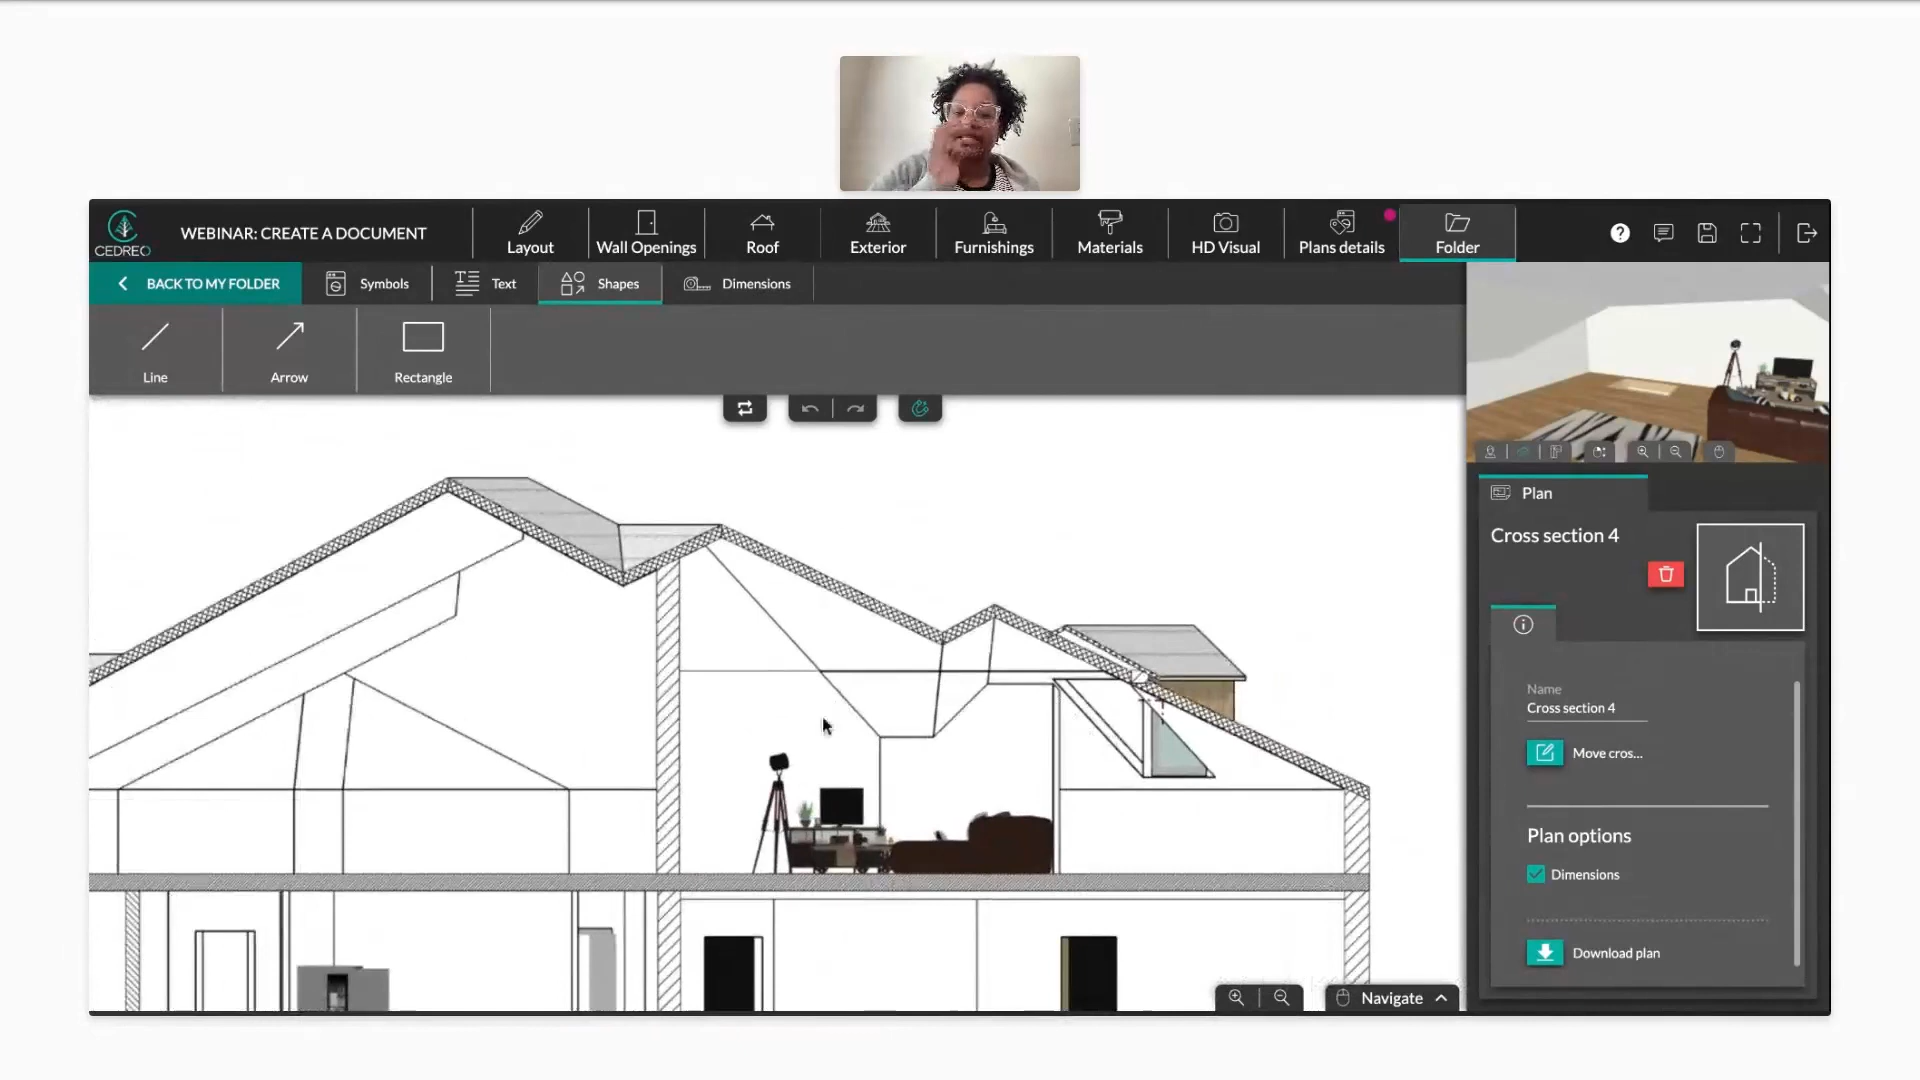 CEDREO
WEBINAR: CREATE A DOCUMENT
Layout
Wall Openings
Roof
Exterior
Furnishings
Materials
HD Visual
Plans details
Folder
BACK TO MY FOLDER
Symbols
Text
Shapes
Dimensions
Line
Arrow
Rectangle
Plan
Cross section 4
Name
Cross section 4
Move cros...
Plan options
Dimensions
Download plan
Navigate